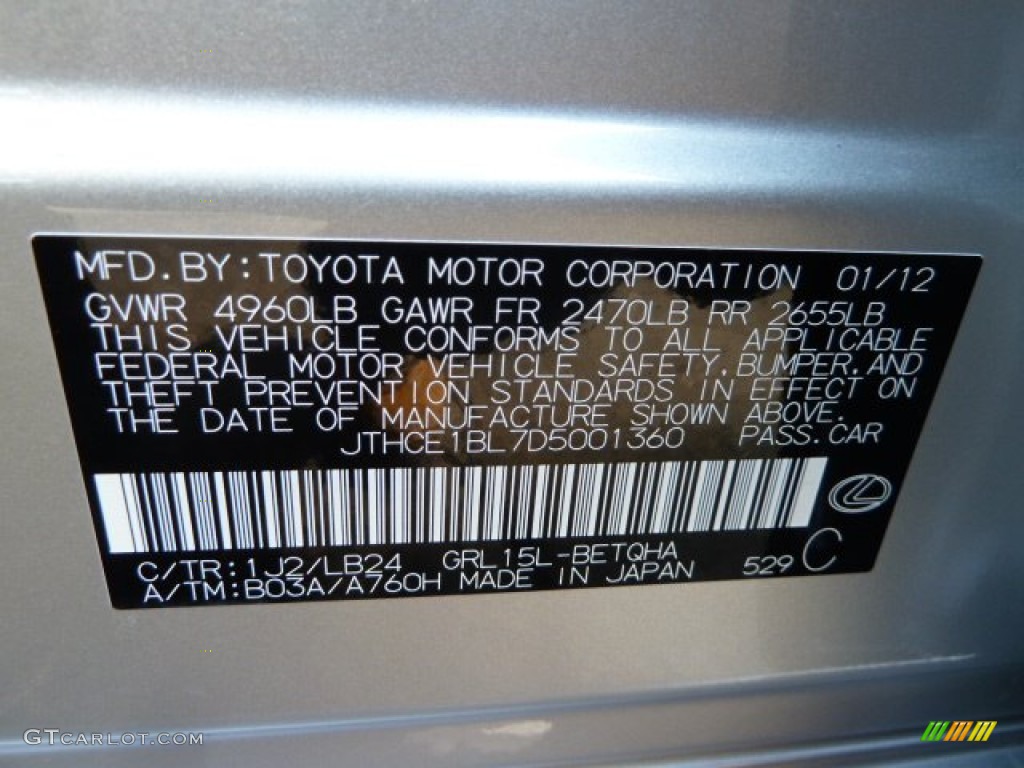 MFD.BY:TOYOTA MOTOR CORPORATION 01/12
GVWR 4960LB GAWR FR 2470LB RR 2655LB
THIS VEHICLE CONFORMS TO ALL APPLICABLE
FEDERAL MOTOR VEHICLE SAFETY.BUMPER.AND
THEFT PREVENTION STANDARDS IN EFFECT ON
THE DATE OF MANUFACTURE SHOWN ABOVE.
JTHCE1BL7D5001360 PASS.CAR
C/TR:1J2/LB24 GRL15L-BETQHA
A/TM:B03A/A760H MADE IN JAPAN 529 C
GTCARLOT.COM